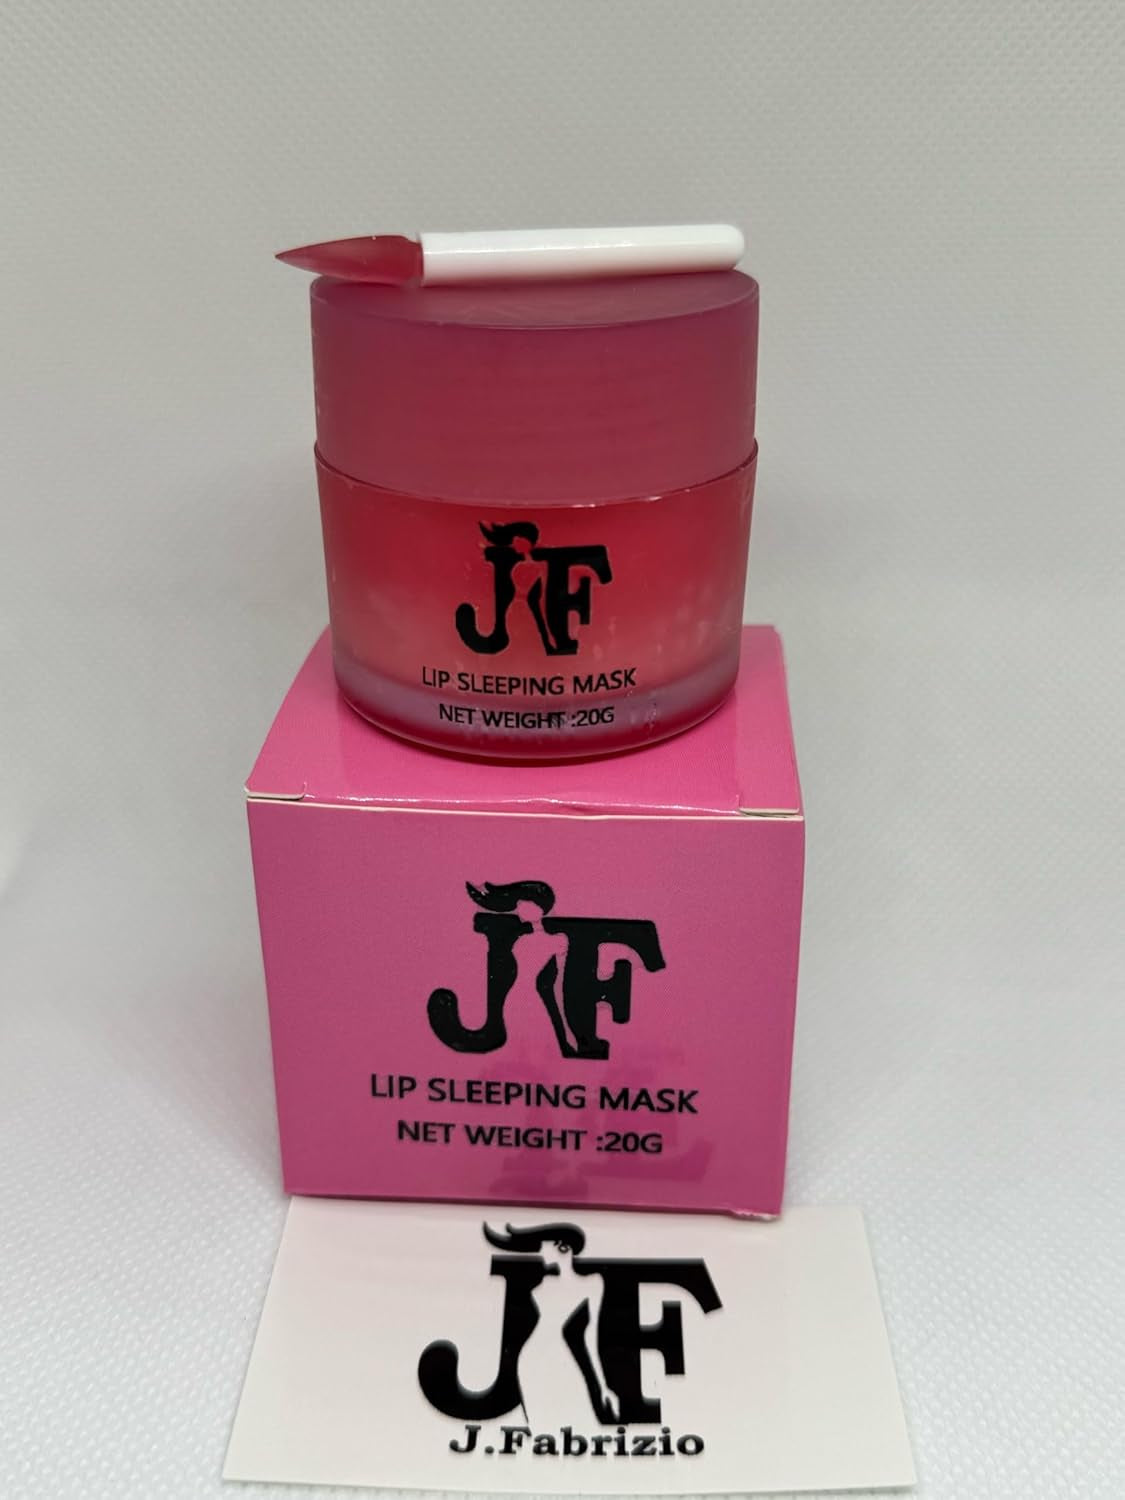 JF
LIP SLEEPING MASK
NET WEIGHT :20G
JF
LIP SLEEPING MASK
NET WEIGHT :20G
JF
J.Fabrizio